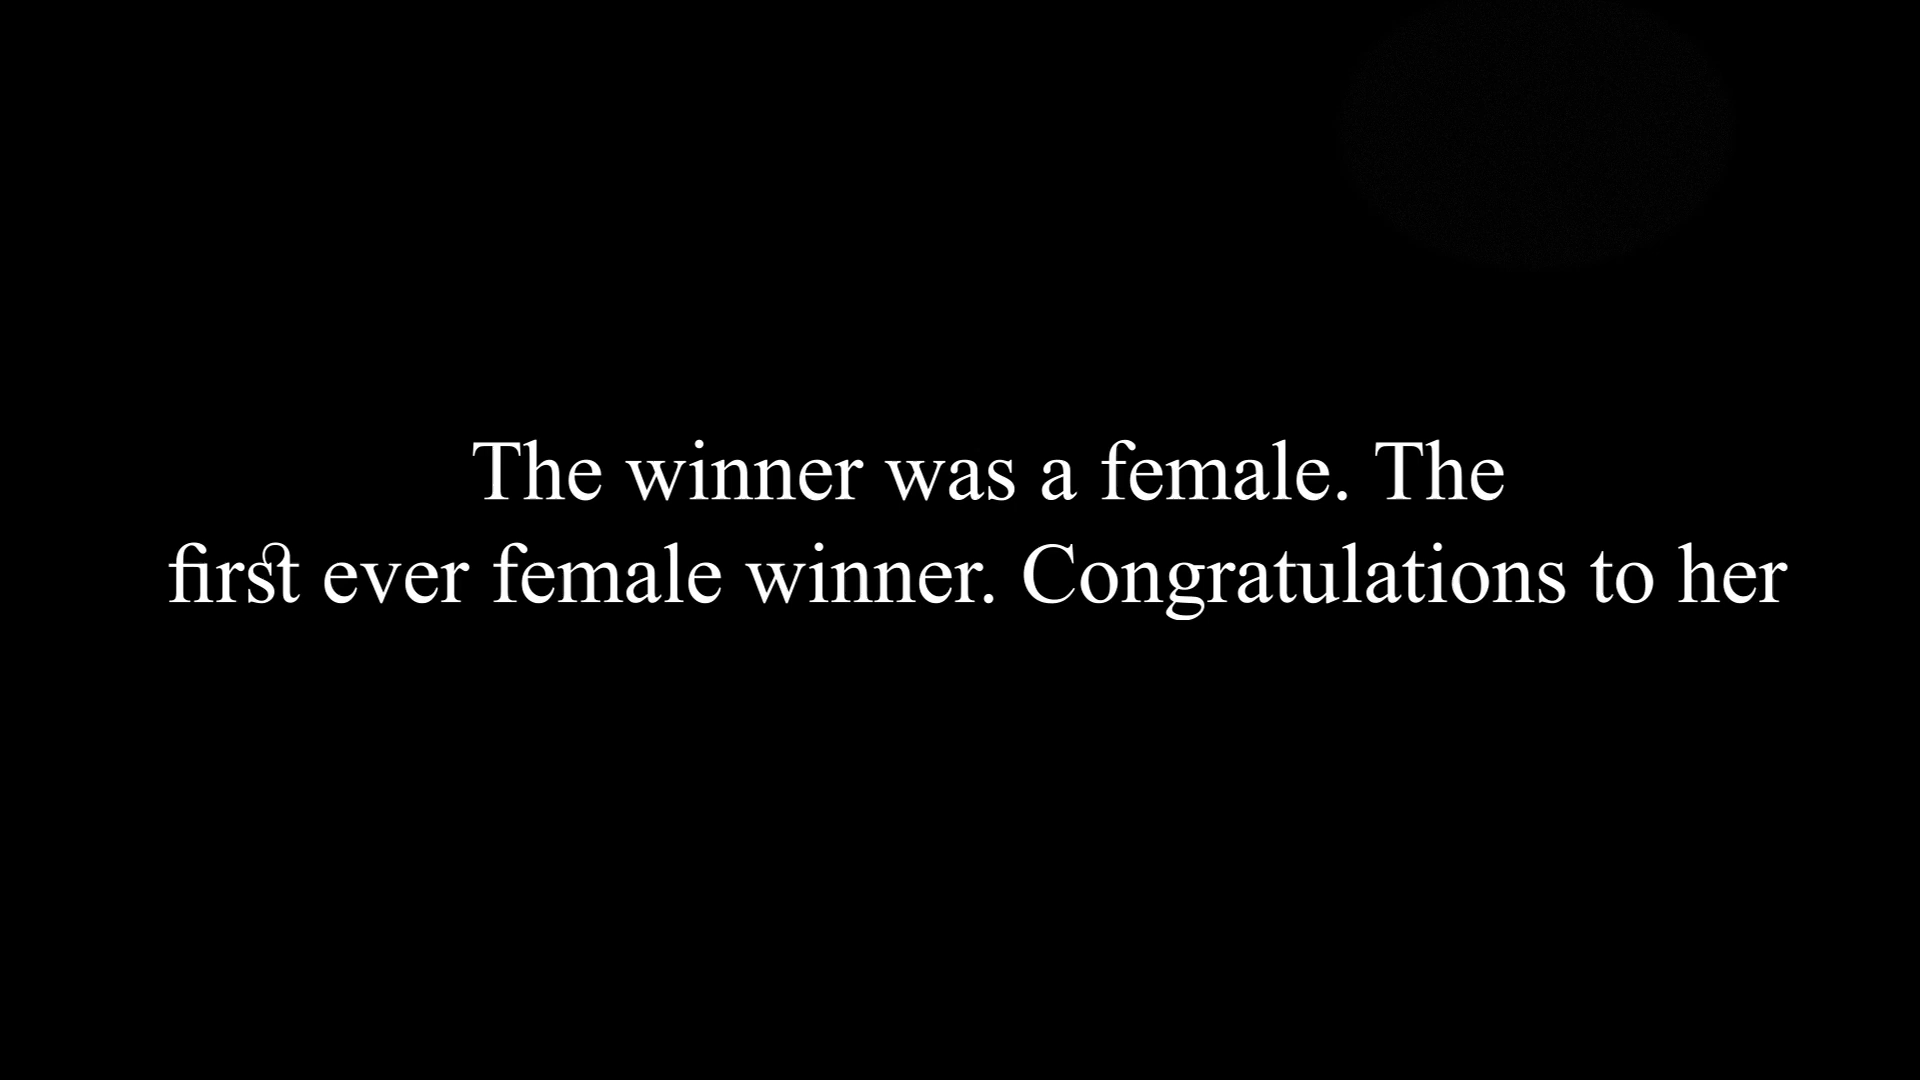 The winner was a female. The
first ever female winner. Congratulations to her